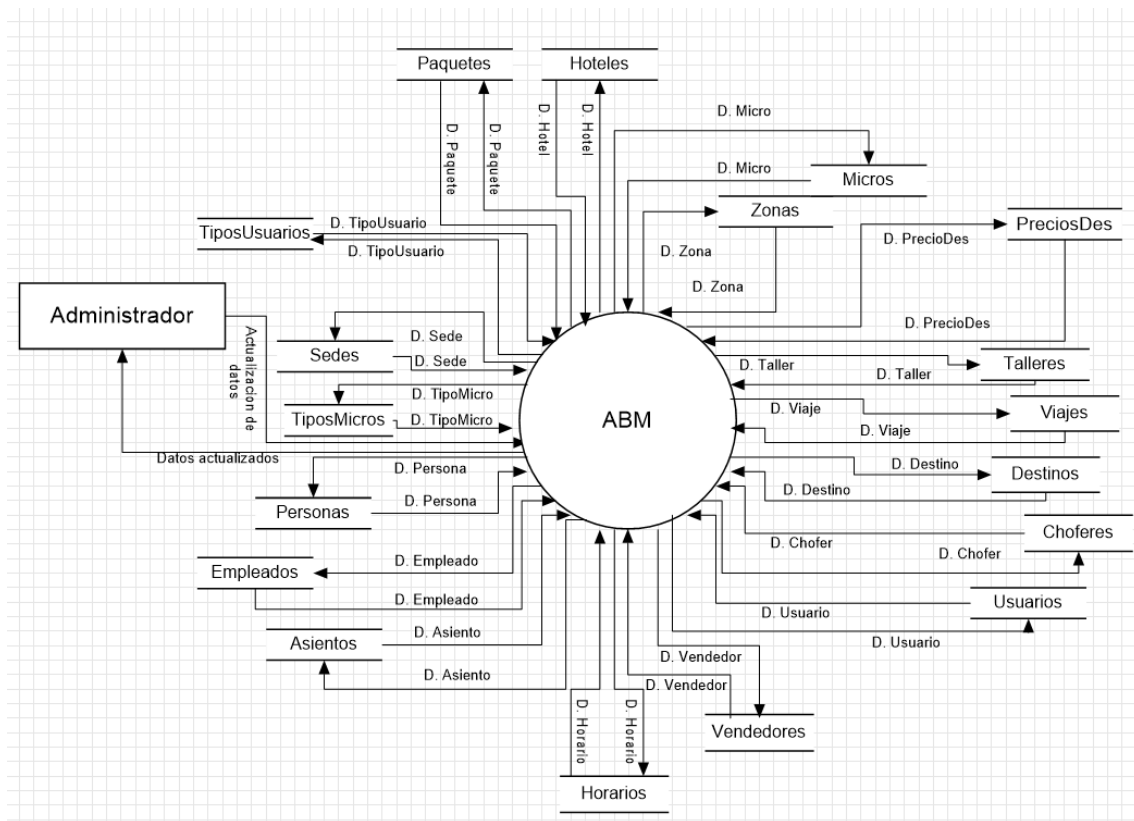 Paquetes
Hoteles
D. Paquete
D. Paquete
D. Hotel
D. Hotel
D. Micro
D. Micro
Micros
Zonas
D. Zona
D. Zona
PreciosDes
D. PrecioDes
D. PrecioDes
TiposUsuarios
D. TipoUsuario
D. TipoUsuario
Administrador
Actualizacion de
datos
Datos actualizados
Sedes
D. Sede
D. Sede
TiposMicros
D. TipoMicro
D. TipoMicro
ABM
Talleres
D. Taller
D. Taller
Viajes
D. Viaje
D. Viaje
Destinos
D. Destino
D. Destino
Personas
D. Persona
D. Persona
Choferes
D. Chofer
D. Chofer
Empleados
D. Empleado
D. Empleado
Usuarios
D. Usuario
D. Usuario
Asientos
D. Asiento
D. Asiento
D. Vendedor
D. Vendedor
Vendedores
D. Horario
D. Horario
Horarios